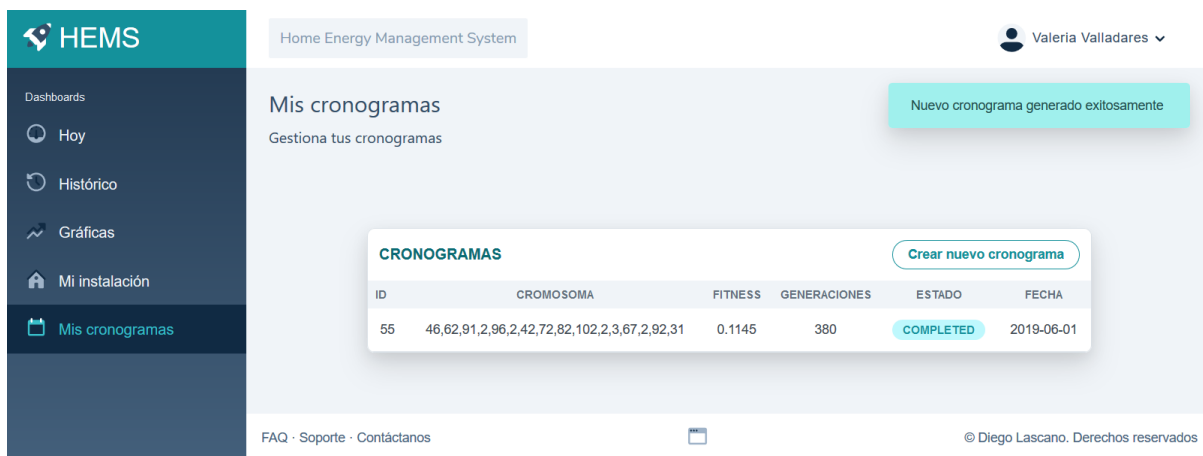 HEMS
Home Energy Management System
Valeria Valladares
Dashboards
Hoy
Histórico
Gráficas
Mi instalación
Mis cronogramas
Mis cronogramas
Gestiona tus cronogramas
Nuevo cronograma generado exitosamente
CRONOGRAMAS
Crear nuevo cronograma
ID CROMOSOMA FITNESS GENERACIONES ESTADO FECHA
55 46,62,91,2,96,2,42,72,82,102,2,3,67,2,92,31 0.1145 380 COMPLETED 2019-06-01
FAQ · Soporte · Contáctanos
© Diego Lascano. Derechos reservados